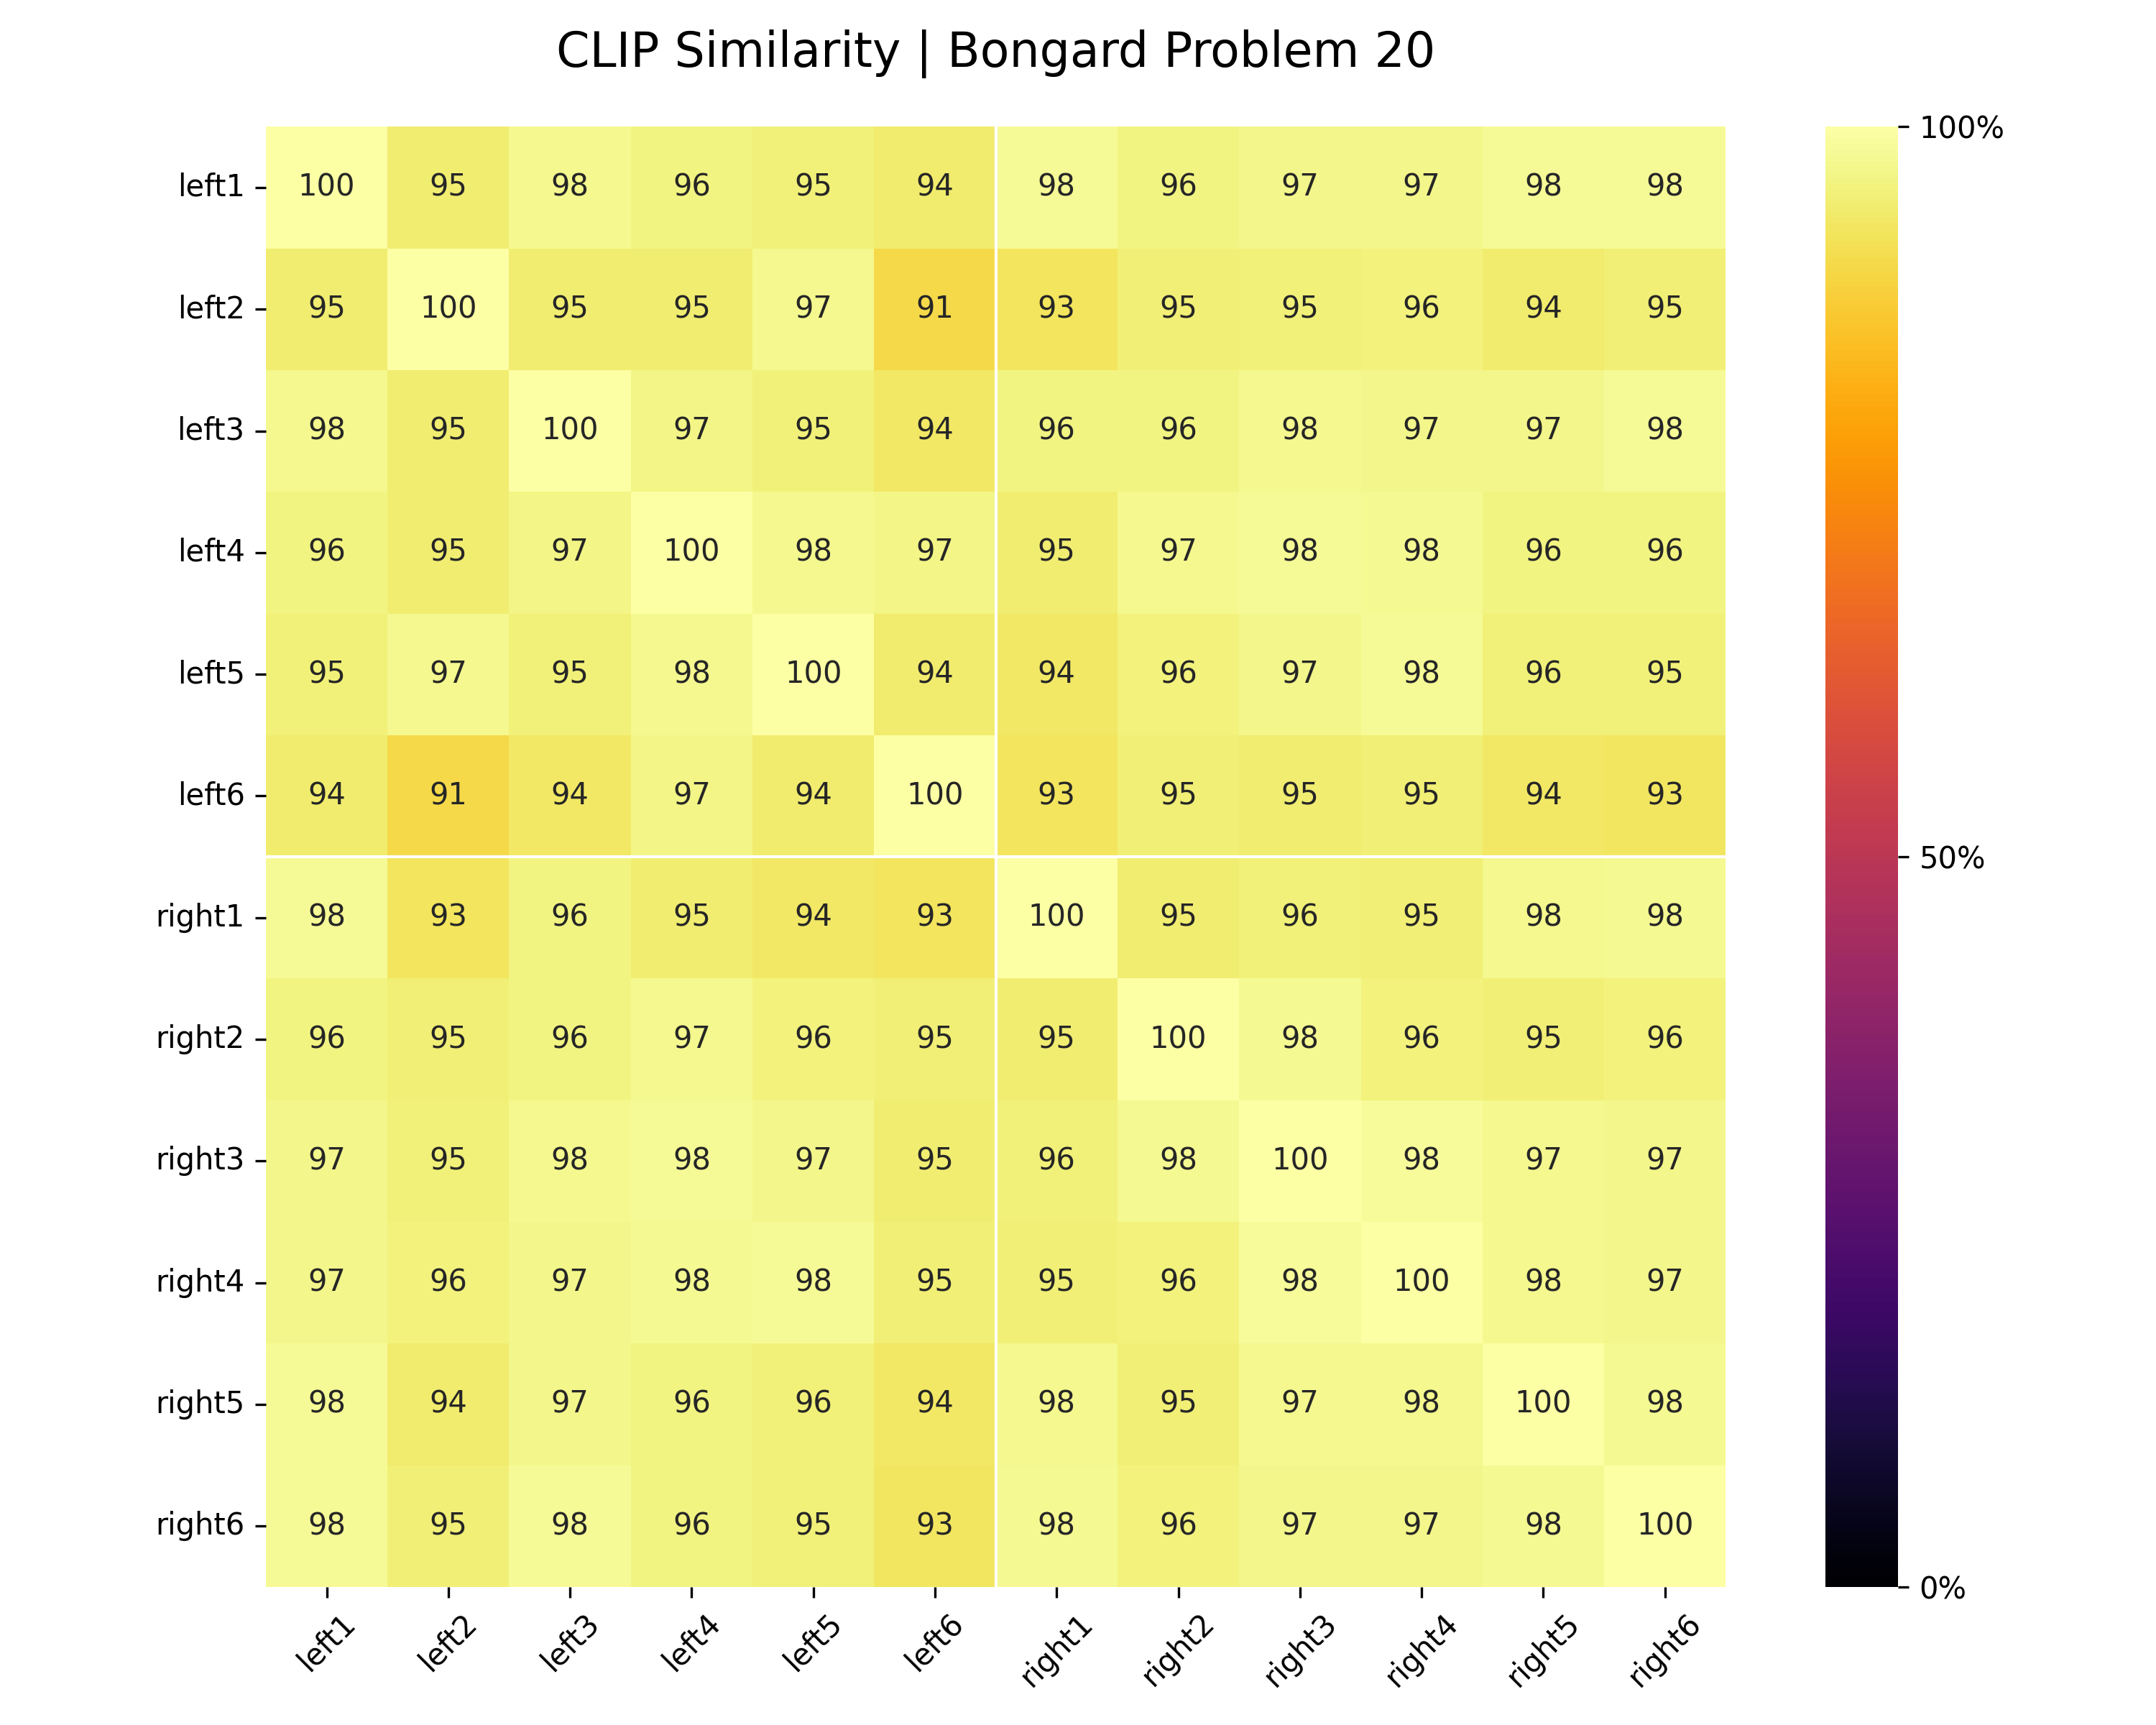 CLIP Similarity | Bongard Problem 20
left1 100 95 98 96 95 94 98 96 97 97 98 98
left2 95 100 95 95 97 91 93 95 95 96 94 95
left3 98 95 100 97 95 94 96 96 98 97 97 98
left4 96 95 97 100 98 97 95 97 98 98 96 96
left5 95 97 95 98 100 94 94 96 97 98 96 95
left6 94 91 94 97 94 100 93 95 95 95 94 93
right1 98 93 96 95 94 93 100 95 96 95 98 98
right2 96 95 96 97 96 95 95 100 98 96 95 96
right3 97 95 98 98 97 95 96 98 100 98 97 97
right4 97 96 97 98 98 95 95 96 98 100 98 97
right5 98 94 97 96 96 94 98 95 97 98 100 98
right6 98 95 98 96 95 93 98 96 97 97 98 100
left1 left2 left3 left4 left5 left6 right1 right2 right3 right4 right5 right6
100%
50%
0%